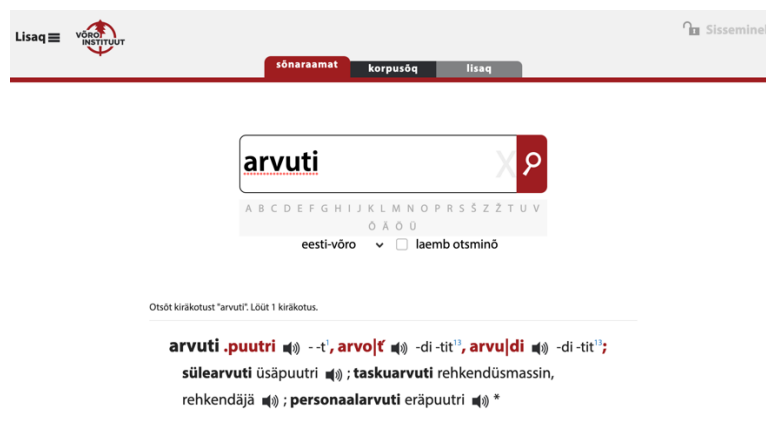 Lisaq
VÕRO
INSTITUUT
Sisseminek
sõnaraamat korpusõq lisaq
arvuti X
A B C D E F G H I J K L M N O P R S Š Z Ž T U V
Õ Ä Ö Ü
eesti-võro laemb otsminõ
Otsõt kiräkotust "arvuti". Löüt 1 kiräkotus.
arvuti .puutri - -t¹, arvo|t́ -di -tit¹³, arvu|di -di -tit¹³;
sülearvuti üsäpuutri ; taskuarvuti rehkendüsmassin,
rehkendäjä ; personaalarvuti eräpuutri *